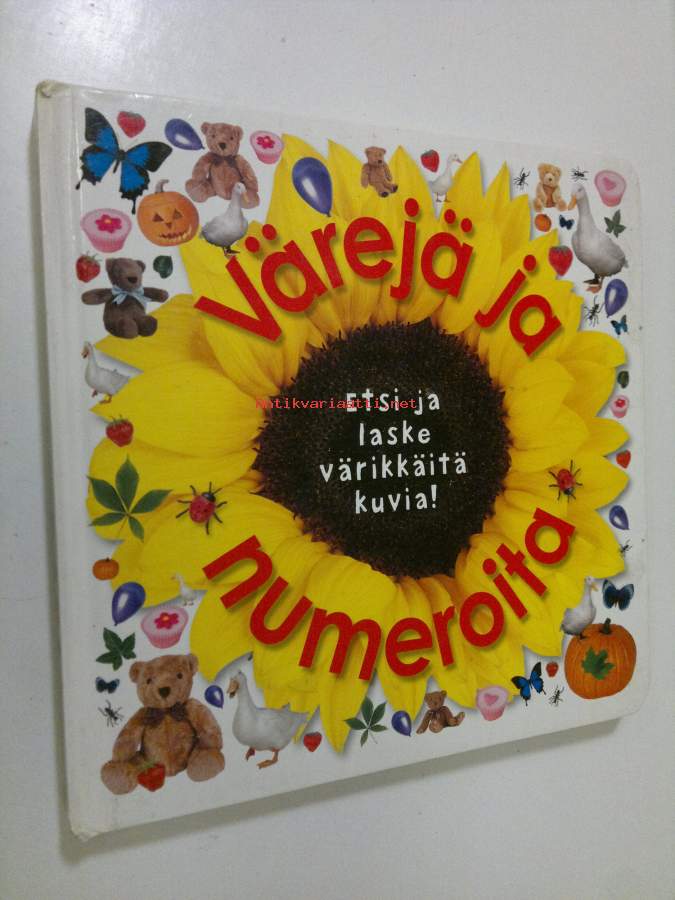 Värejä ja
Etsi ja
antikvariaatti.net
laske
värikkäitä
kuvia!
numeroita